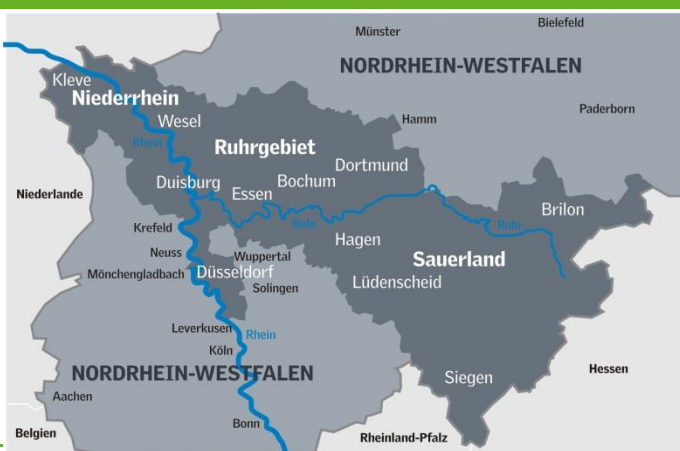 Bielefeld
Münster
NORDRHEIN-WESTFALEN
Kleve
Niederrhein
Paderborn
Hamm
Wesel
Rhein
Ruhrgebiet
Dortmund
Bochum
Duisburg
Essen
Niederlande
Brilon
Krefeld
Ruhr
Ruhr
Hagen
Neuss
Wuppertal
Sauerland
Mönchengladbach
Düsseldorf
Lüdenscheid
Solingen
Leverkusen
Rhein
Köln
NORDRHEIN-WESTFALEN
Hessen
Siegen
Aachen
Bonn
Belgien
Rheinland-Pfalz